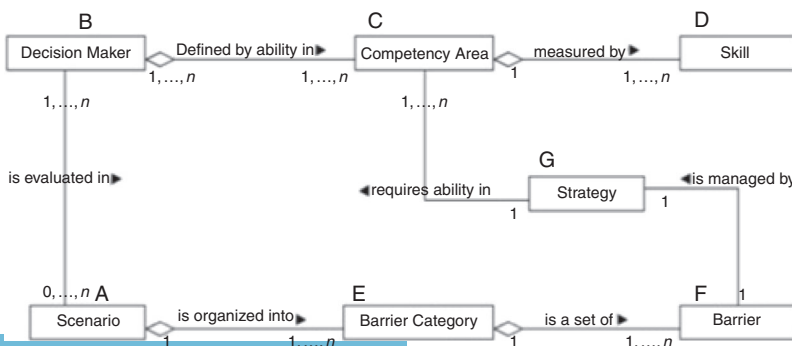 B
C
D
Decision Maker
Defined by ability in
Competency Area
measured by
Skill
1,…,n
1,…,n
1
1,…,n
1,…,n
1,…,n
G
is evaluated in
requires ability in
Strategy
is managed by
1
1
0,…,n
A
E
F
1
Scenario
is organized into
Barrier Category
is a set of
Barrier
1
1,…,n
1
1,…,n